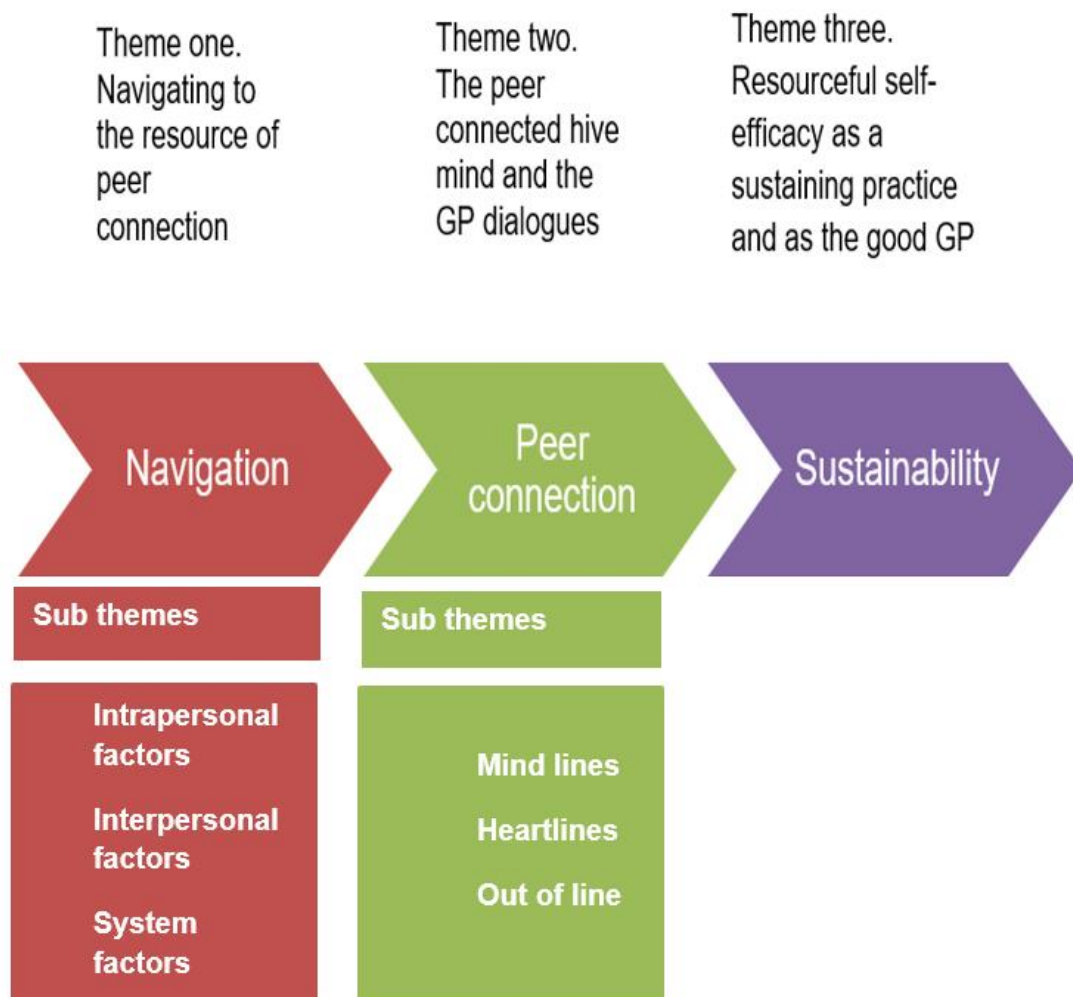 Theme one.
Navigating to
the resource of
peer
connection
Theme two.
The peer
connected hive
mind and the
GP dialogues
Theme three.
Resourceful self-
efficacy as a
sustaining practice
and as the good GP
Navigation
Peer
connection
Sustainability
Sub themes
Intrapersonal
factors
Interpersonal
factors
System
factors
Sub themes
Mind lines
Heartlines
Out of line